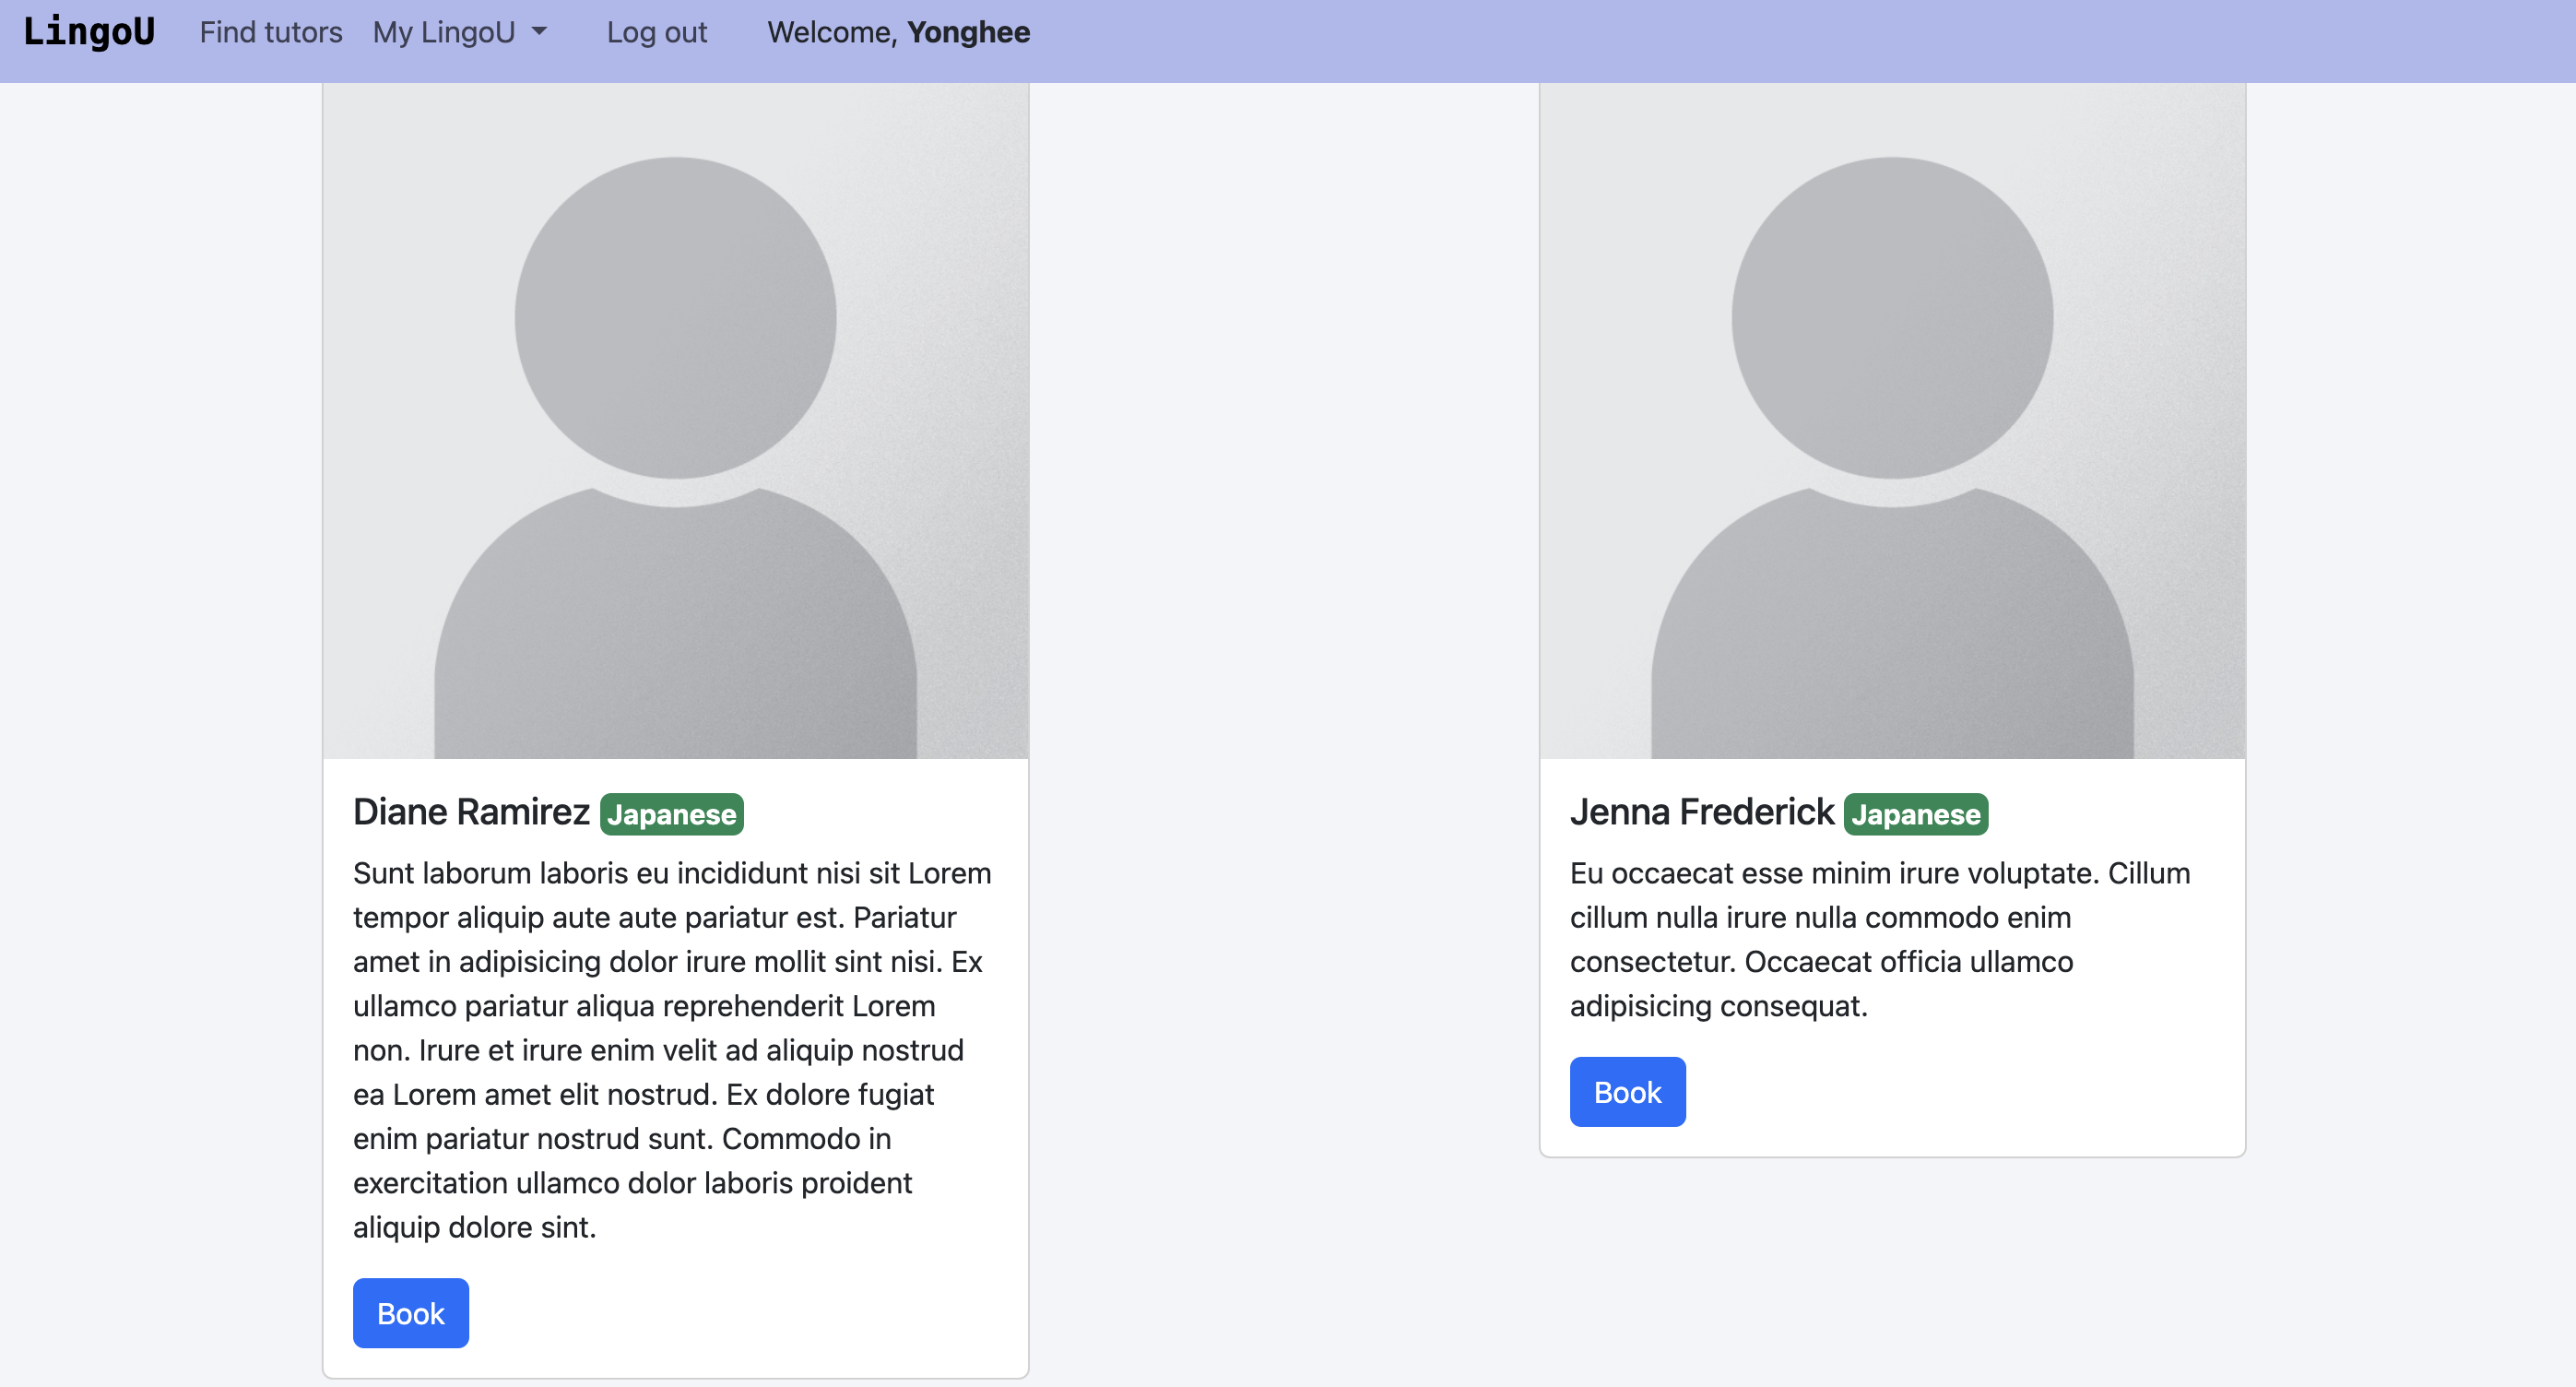 LingoU Find tutors My LingoU Log out Welcome, Yonghee
Diane Ramirez Japanese
Sunt laborum laboris eu incididunt nisi sit Lorem
tempor aliquip aute aute pariatur est. Pariatur
amet in adipisicing dolor irure mollit sint nisi. Ex
ullamco pariatur aliqua reprehenderit Lorem
non. Irure et irure enim velit ad aliquip nostrud
ea Lorem amet elit nostrud. Ex dolore fugiat
enim pariatur nostrud sunt. Commodo in
exercitation ullamco dolor laboris proident
aliquip dolore sint.
Book
Jenna Frederick Japanese
Eu occaecat esse minim irure voluptate. Cillum
cillum nulla irure nulla commodo enim
consectetur. Occaecat officia ullamco
adipisicing consequat.
Book